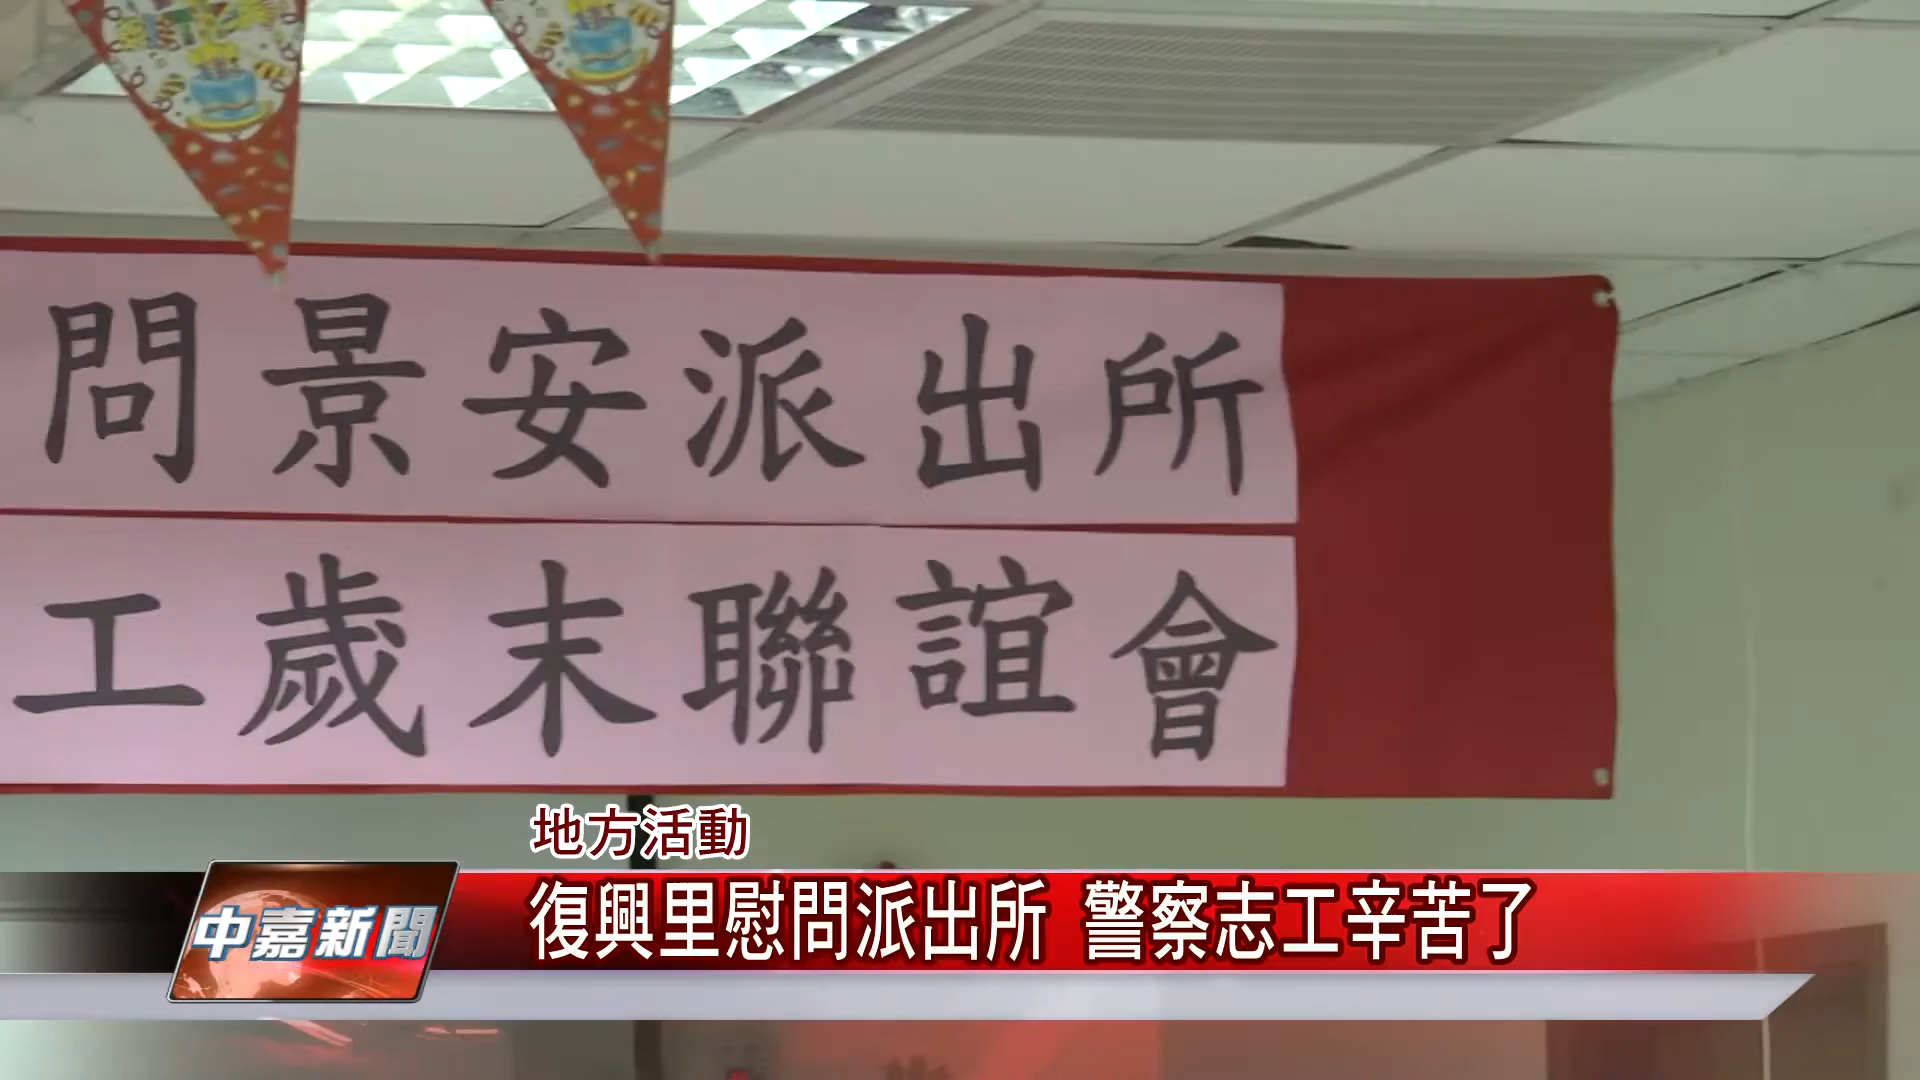 問景安派出所
工歲末聯誼會
地方活動
復興里慰問派出所 警察志工辛苦了
中嘉新聞